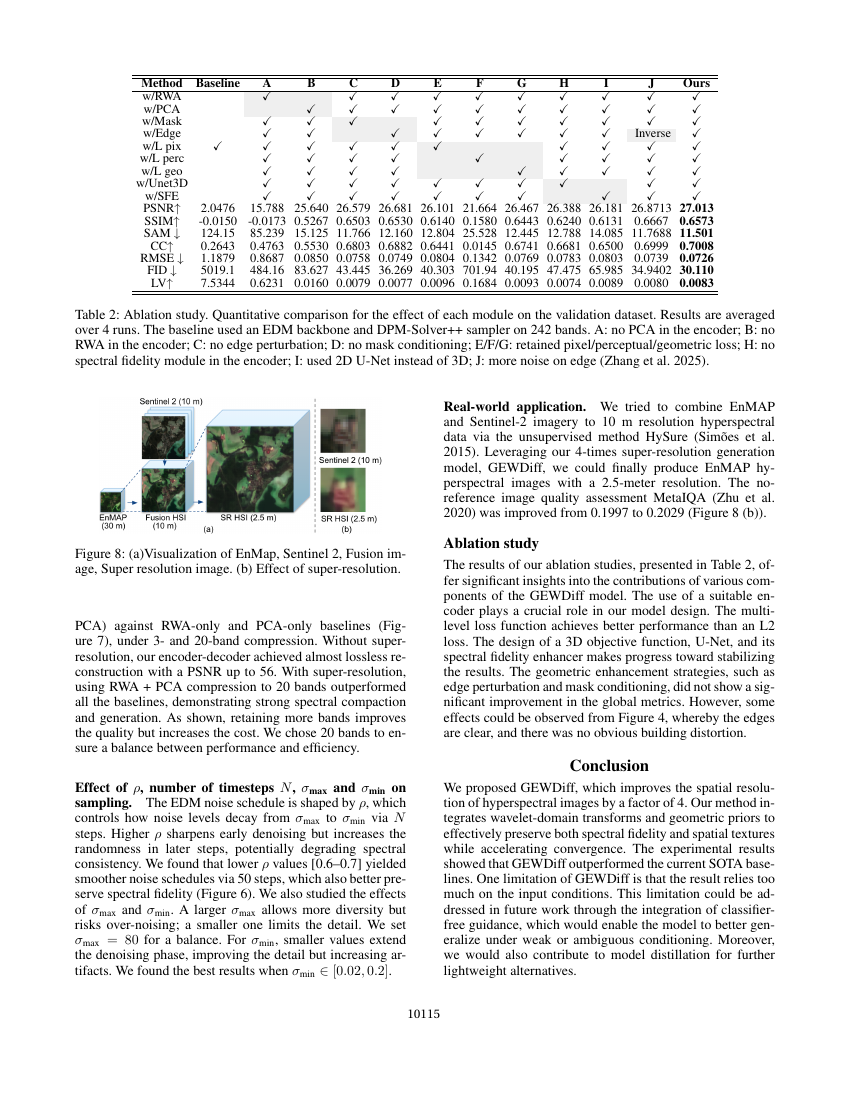 Method Baseline A B C D E F G H I J Ours
w/RWA ✓ ✓ ✓ ✓ ✓ ✓ ✓ ✓ ✓ ✓
w/PCA ✓ ✓ ✓ ✓ ✓ ✓ ✓ ✓ ✓ ✓
w/Mask ✓ ✓ ✓ ✓ ✓ ✓ ✓ ✓ ✓ ✓
w/Edge ✓ ✓ ✓ ✓ ✓ ✓ ✓ ✓ Inverse ✓
w/L pix ✓ ✓ ✓ ✓ ✓ ✓ ✓ ✓ ✓ ✓
w/L perc ✓ ✓ ✓ ✓ ✓ ✓ ✓ ✓ ✓
w/L geo ✓ ✓ ✓ ✓ ✓ ✓ ✓ ✓ ✓
w/Unet3D ✓ ✓ ✓ ✓ ✓ ✓ ✓ ✓ ✓ ✓
w/SFE ✓ ✓ ✓ ✓ ✓ ✓ ✓ ✓ ✓ ✓
PSNR↑ 2.0476 15.788 25.640 26.579 26.681 26.101 21.664 26.467 26.388 26.181 26.8713 27.013
SSIM↑ -0.0150 -0.0173 0.5267 0.6503 0.6530 0.6140 0.1580 0.6443 0.6240 0.6131 0.6667 0.6573
SAM ↓ 124.15 85.239 15.125 11.766 12.160 12.804 25.528 12.445 12.788 14.085 11.7688 11.501
CC↑ 0.2643 0.4763 0.5530 0.6803 0.6882 0.6441 0.0145 0.6741 0.6681 0.6500 0.6999 0.7008
RMSE ↓ 1.1879 0.8687 0.0850 0.0758 0.0749 0.0804 0.1342 0.0769 0.0783 0.0803 0.0739 0.0726
FID ↓ 5019.1 484.16 83.627 43.445 36.269 40.303 701.94 40.195 47.475 65.985 34.9402 30.110
LV↑ 7.5344 0.6231 0.0160 0.0079 0.0077 0.0096 0.1684 0.0093 0.0074 0.0089 0.0080 0.0083
Table 2: Ablation study. Quantitative comparison for the effect of each module on the validation dataset. Results are averaged
over 4 runs. The baseline used an EDM backbone and DPM-Solver++ sampler on 242 bands. A: no PCA in the encoder; B: no
RWA in the encoder; C: no edge perturbation; D: no mask conditioning; E/F/G: retained pixel/perceptual/geometric loss; H: no
spectral fidelity module in the encoder; I: used 2D U-Net instead of 3D; J: more noise on edge (Zhang et al. 2025).
Sentinel 2 (10 m)
Sentinel 2 (10 m)
EnMAP
(30 m)
Fusion HSI
(10 m)
SR HSI (2.5 m)
(a)
SR HSI (2.5 m)
(b)
Figure 8: (a)Visualization of EnMap, Sentinel 2, Fusion im-
age, Super resolution image. (b) Effect of super-resolution.
PCA) against RWA-only and PCA-only baselines (Fig-
ure 7), under 3- and 20-band compression. Without super-
resolution, our encoder-decoder achieved almost lossless re-
construction with a PSNR up to 56. With super-resolution,
using RWA + PCA compression to 20 bands outperformed
all the baselines, demonstrating strong spectral compaction
and generation. As shown, retaining more bands improves
the quality but increases the cost. We chose 20 bands to en-
sure a balance between performance and efficiency.
Effect of ρ, number of timesteps N, σmax and σmin on
sampling. The EDM noise schedule is shaped by ρ, which
controls how noise levels decay from σmax to σmin via N
steps. Higher ρ sharpens early denoising but increases the
randomness in later steps, potentially degrading spectral
consistency. We found that lower ρ values [0.6–0.7] yielded
smoother noise schedules via 50 steps, which also better pre-
serve spectral fidelity (Figure 6). We also studied the effects
of σmax and σmin. A larger σmax allows more diversity but
risks over-noising; a smaller one limits the detail. We set
σmax = 80 for a balance. For σmin, smaller values extend
the denoising phase, improving the detail but increasing ar-
tifacts. We found the best results when σmin ∈ [0.02, 0.2].
Real-world application. We tried to combine EnMAP
and Sentinel-2 imagery to 10 m resolution hyperspectral
data via the unsupervised method HySure (Simões et al.
2015). Leveraging our 4-times super-resolution generation
model, GEWDiff, we could finally produce EnMAP hy-
perspectral images with a 2.5-meter resolution. The no-
reference image quality assessment MetaIQA (Zhu et al.
2020) was improved from 0.1997 to 0.2029 (Figure 8 (b)).
Ablation study
The results of our ablation studies, presented in Table 2, of-
fer significant insights into the contributions of various com-
ponents of the GEWDiff model. The use of a suitable en-
coder plays a crucial role in our model design. The multi-
level loss function achieves better performance than an L2
loss. The design of a 3D objective function, U-Net, and its
spectral fidelity enhancer makes progress toward stabilizing
the results. The geometric enhancement strategies, such as
edge perturbation and mask conditioning, did not show a sig-
nificant improvement in the global metrics. However, some
effects could be observed from Figure 4, whereby the edges
are clear, and there was no obvious building distortion.
Conclusion
We proposed GEWDiff, which improves the spatial resolu-
tion of hyperspectral images by a factor of 4. Our method in-
tegrates wavelet-domain transforms and geometric priors to
effectively preserve both spectral fidelity and spatial textures
while accelerating convergence. The experimental results
showed that GEWDiff outperformed the current SOTA base-
lines. One limitation of GEWDiff is that the result relies too
much on the input conditions. This limitation could be ad-
dressed in future work through the integration of classifier-
free guidance, which would enable the model to better gen-
eralize under weak or ambiguous conditioning. Moreover,
we would also contribute to model distillation for further
lightweight alternatives.
10115